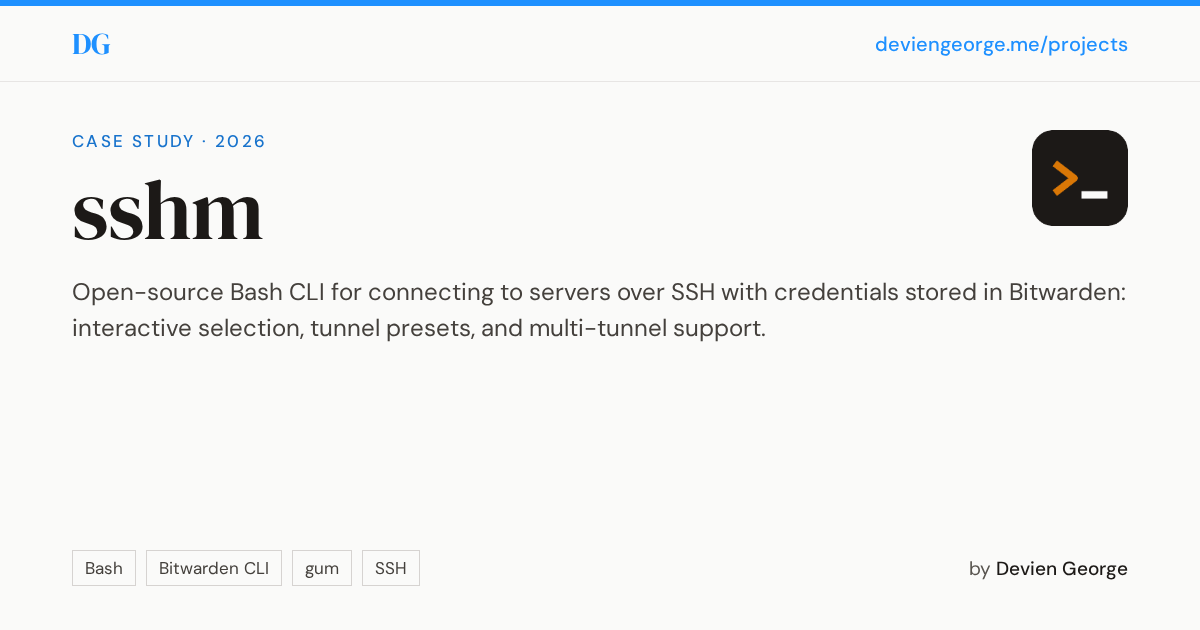 DG
deviengeorge.me/projects
CASE STUDY · 2026
sshm
Open-source Bash CLI for connecting to servers over SSH with credentials stored in Bitwarden:
interactive selection, tunnel presets, and multi-tunnel support.
Bash
Bitwarden CLI
gum
SSH
by Devien George